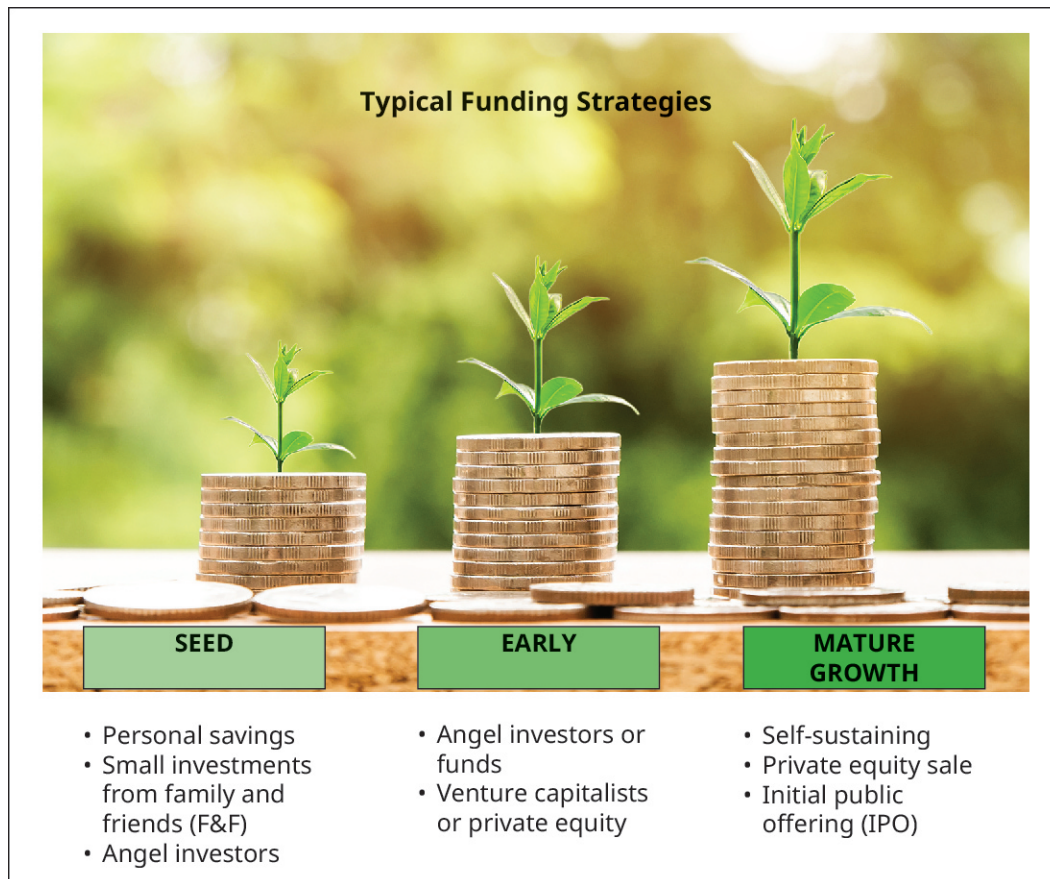 Typical Funding Strategies
SEED
• Personal savings
• Small investments
from family and
friends (F&F)
• Angel investors
EARLY
• Angel investors or
funds
• Venture capitalists
or private equity
MATURE
GROWTH
• Self-sustaining
• Private equity sale
• Initial public
offering (IPO)